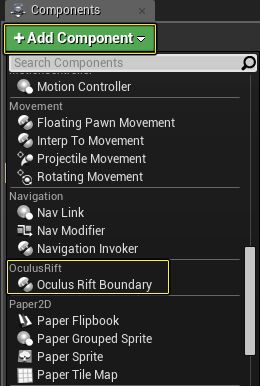 Components
+ Add Component
Search Components
Motion Controller
Movement
Floating Pawn Movement
Interp To Movement
Projectile Movement
Rotating Movement
Navigation
Nav Link
Nav Modifier
Navigation Invoker
OculusRift
Oculus Rift Boundary
Paper2D
Paper Flipbook
Paper Grouped Sprite
Paper Sprite
Paper Tile Map